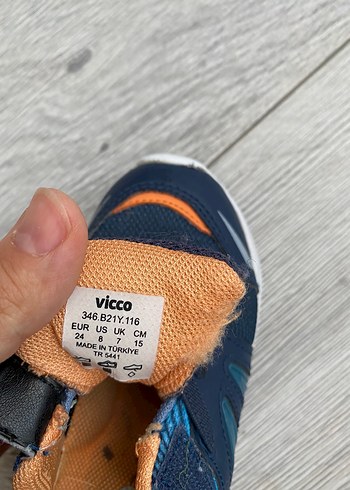 vicco
346.B21Y.116
EUR US UK CM
24 8 7 15
MADE IN TÜRKİYE
TR 5441